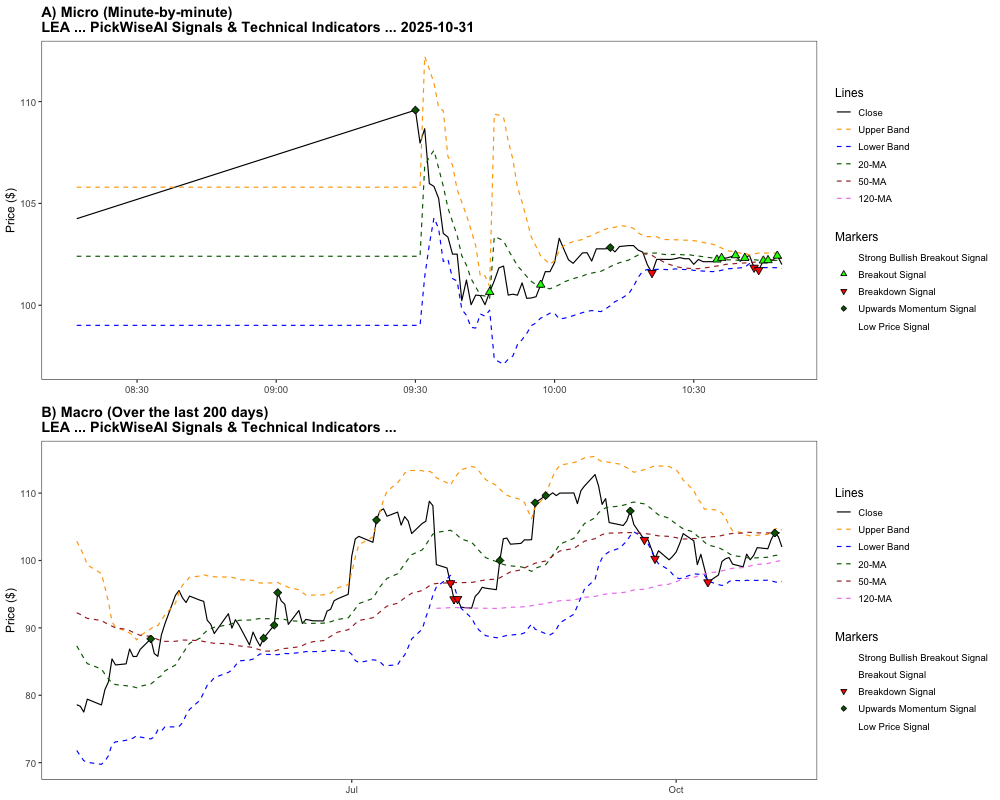 A) Micro (Minute-by-minute)
LEA ... PickWiseAI Signals & Technical Indicators ... 2025-10-31
Price ($)
110
105
100
08:30
09:00
09:30
10:00
10:30
Lines
Close
Upper Band
Lower Band
20-MA
50-MA
120-MA
Markers
Strong Bullish Breakout Signal
Breakout Signal
Breakdown Signal
Upwards Momentum Signal
Low Price Signal
B) Macro (Over the last 200 days)
LEA ... PickWiseAI Signals & Technical Indicators ...
Price ($)
110
100
90
80
70
Jul
Oct
Lines
Close
Upper Band
Lower Band
20-MA
50-MA
120-MA
Markers
Strong Bullish Breakout Signal
Breakout Signal
Breakdown Signal
Upwards Momentum Signal
Low Price Signal